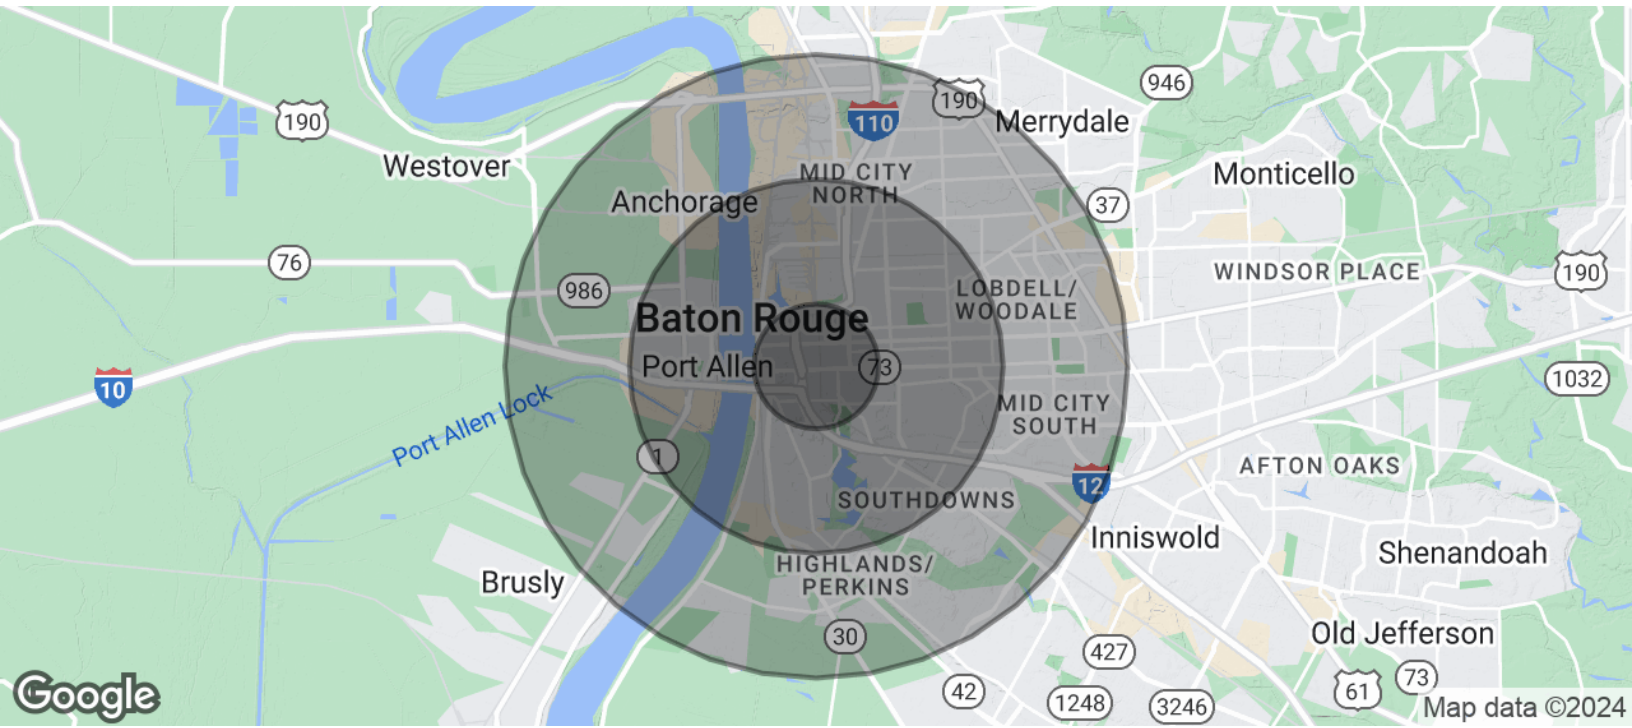 946
190
110
190
Merrydale
Westover
MID CITY
NORTH
Monticello
Anchorage
37
76
986
WINDSOR PLACE
190
LOBDELL/
WOODALE
Baton Rouge
Port Allen
73
10
1032
Port Allen Lock
MID CITY
SOUTH
1
AFTON OAKS
12
SOUTHDOWNS
Inniswold
Shenandoah
HIGHLANDS/
PERKINS
Brusly
30
Old Jefferson
427
73
42
61
1248
3246
Google
Map data ©2024